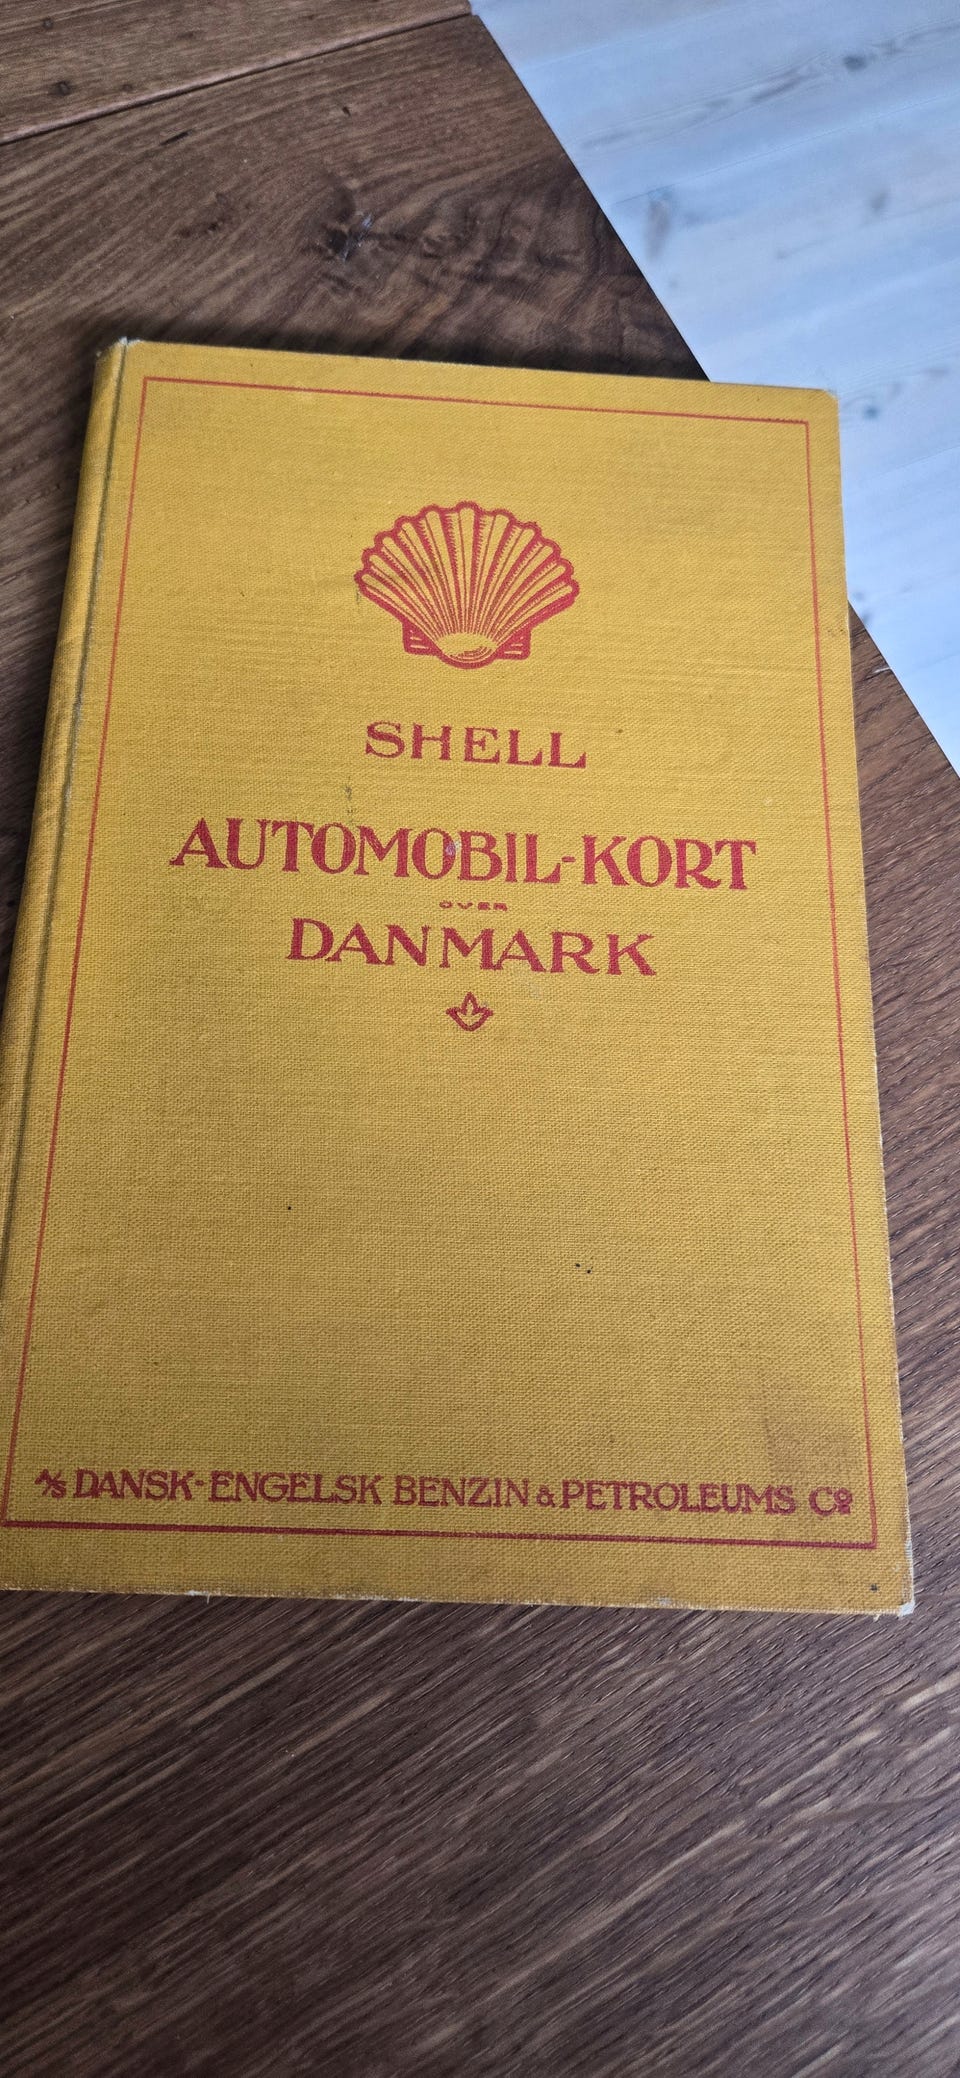 SHELL
AUTOMOBIL-KORT
OVER
DANMARK
A/S DANSK-ENGELSK BENZIN & PETROLEUMS Cº